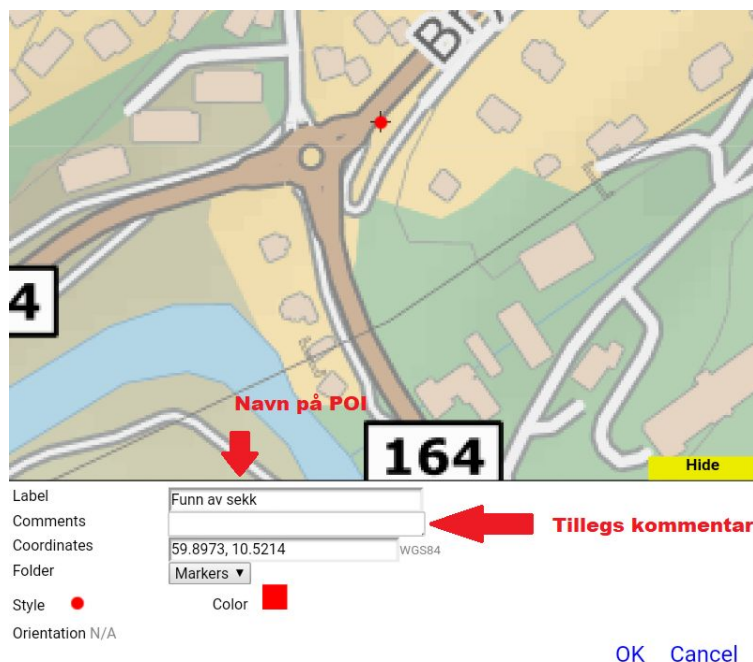 Bry
4
Navn på POI
164
Hide
Label Funn av sekk
Comments Tillegs kommentar
Coordinates 59.8973, 10.5214 WGS84
Folder Markers ▼
Style Color
Orientation N/A
OK Cancel